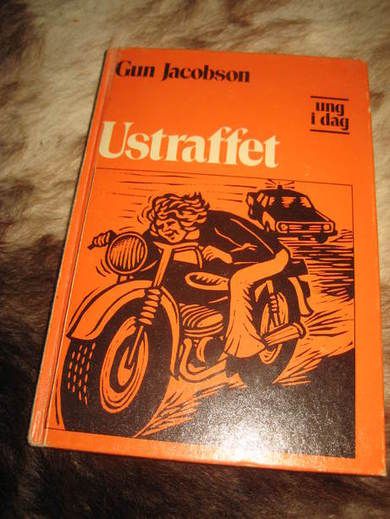 Gun Jacobson
ung
i dag
Ustraffet